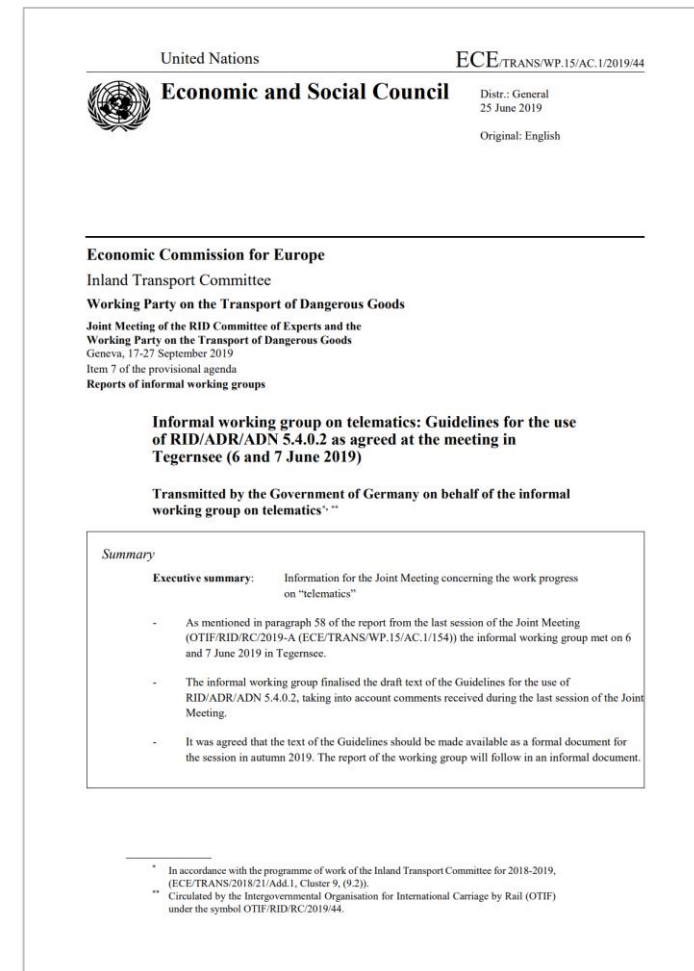 United Nations
ECE/TRANS/WP.15/AC.1/2019/44
Economic and Social Council
Distr.: General
25 June 2019
Original: English
Economic Commission for Europe
Inland Transport Committee
Working Party on the Transport of Dangerous Goods
Joint Meeting of the RID Committee of Experts and the
Working Party on the Transport of Dangerous Goods
Geneva, 17-27 September 2019
Item 7 of the provisional agenda
Reports of informal working groups
Informal working group on telematics: Guidelines for the use
of RID/ADR/ADN 5.4.0.2 as agreed at the meeting in
Tegernsee (6 and 7 June 2019)
Transmitted by the Government of Germany on behalf of the informal
working group on telematics*, **
Summary
Executive summary: Information for the Joint Meeting concerning the work progress
on “telematics”
- As mentioned in paragraph 58 of the report from the last session of the Joint Meeting
(OTIF/RID/RC/2019-A (ECE/TRANS/WP.15/AC.1/154)) the informal working group met on 6
and 7 June 2019 in Tegernsee.
- The informal working group finalised the draft text of the Guidelines for the use of
RID/ADR/ADN 5.4.0.2, taking into account comments received during the last session of the Joint
Meeting.
- It was agreed that the text of the Guidelines should be made available as a formal document for
the session in autumn 2019. The report of the working group will follow in an informal document.
* In accordance with the programme of work of the Inland Transport Committee for 2018-2019,
(ECE/TRANS/2018/21/Add.1, Cluster 9, (9.2)).
** Circulated by the Intergovernmental Organisation for International Carriage by Rail (OTIF)
under the symbol OTIF/RID/RC/2019/44.